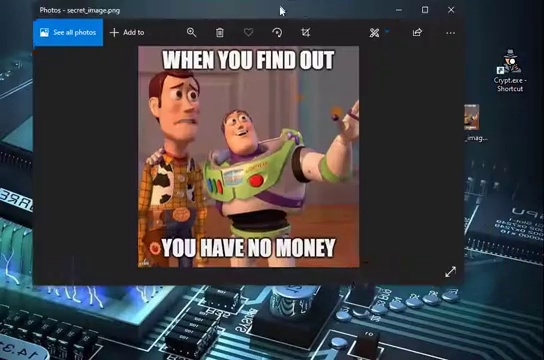 Photos - secret_image.png
See all photos
Add to
WHEN YOU FIND OUT
YOU HAVE NO MONEY
Crypt.exe -
Shortcut